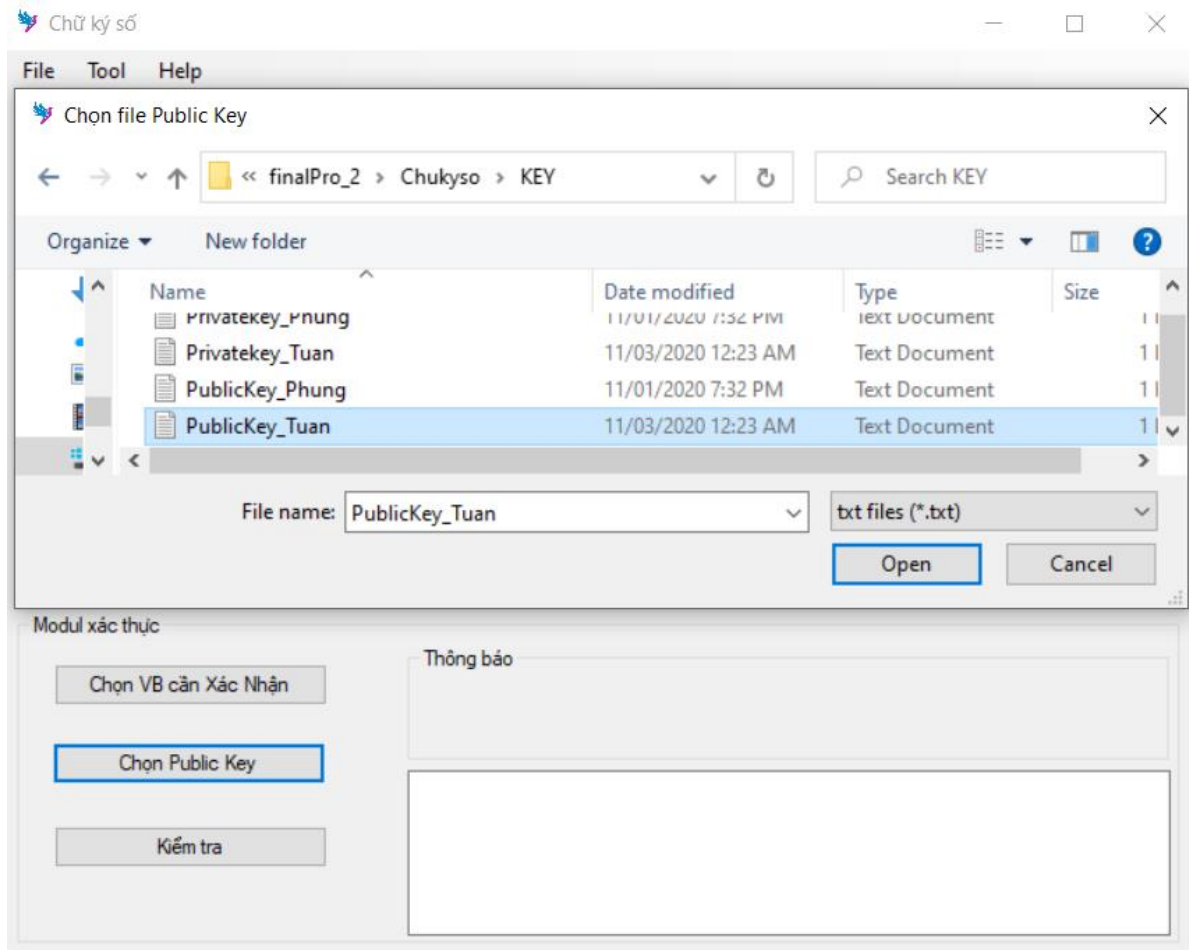 Chữ ký số
File Tool Help
Chọn file Public Key
« finalPro_2 › Chukyso › KEY Search KEY
Organize New folder ?
Name Date modified Type Size
Privatekey_Phung 11/01/2020 7:32 PM Text Document 1
Privatekey_Tuan 11/03/2020 12:23 AM Text Document 1
PublicKey_Phung 11/01/2020 7:32 PM Text Document 1
PublicKey_Tuan 11/03/2020 12:23 AM Text Document 1
File name: PublicKey_Tuan txt files (*.txt)
Open Cancel
Modul xác thực
Thông báo
Chọn VB cần Xác Nhận
Chọn Public Key
Kiểm tra